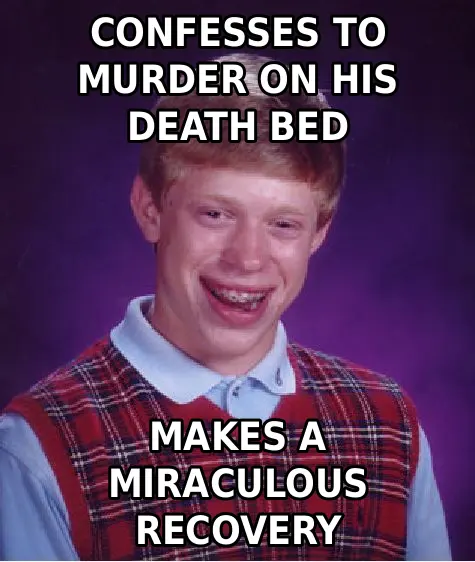 CONFESSES TO
MURDER ON HIS
DEATH BED
MAKES A
MIRACULOUS
RECOVERY